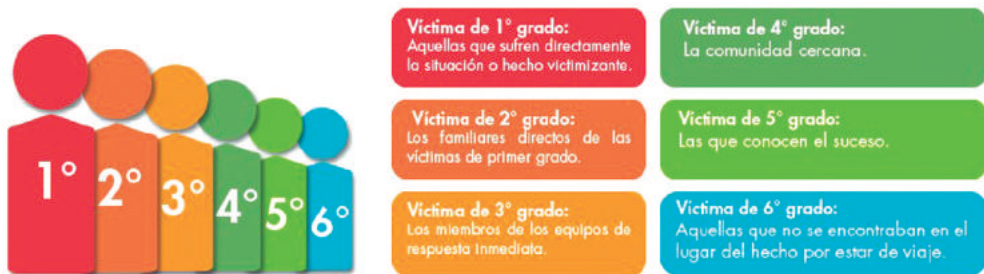 1°
2°
3°
4°
5°
6°
Víctima de 1° grado:
Aquellas que sufren directamente
la situación o hecho victimizante.
Víctima de 2° grado:
Los familiares directos de las
víctimas de primer grado.
Víctima de 3° grado:
Los miembros de los equipos de
respuesta inmediata.
Víctima de 4° grado:
La comunidad cercana.
Víctima de 5° grado:
Las que conocen el suceso.
Víctima de 6° grado:
Aquellas que no se encontraban en el
lugar del hecho por estar de viaje.